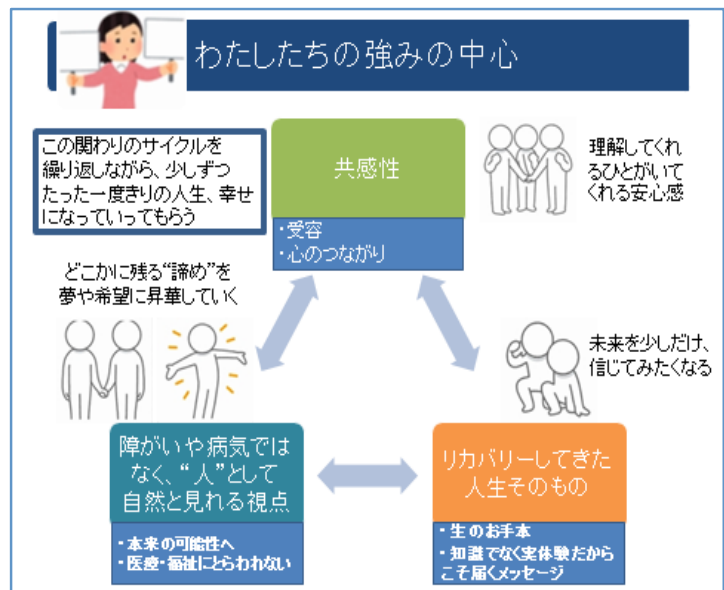 わたしたちの強みの中心
この関わりのサイクルを
繰り返しながら、少しずつ
たった一度きりの人生、幸せ
になっていってもらう
共感性
・受容
・心のつながり
理解してくれ
るひとがいて
くれる安心感
どこかに残る“諦め”を
夢や希望に昇華していく
未来を少しだけ、
信じてみたくなる
障がいや病気では
なく、“人”として
自然と見れる視点
・本来の可能性へ
・医療・福祉にとらわれない
リカバリーしてきた
人生そのもの
・生のお手本
・知識でなく実体験だから
こそ届くメッセージ